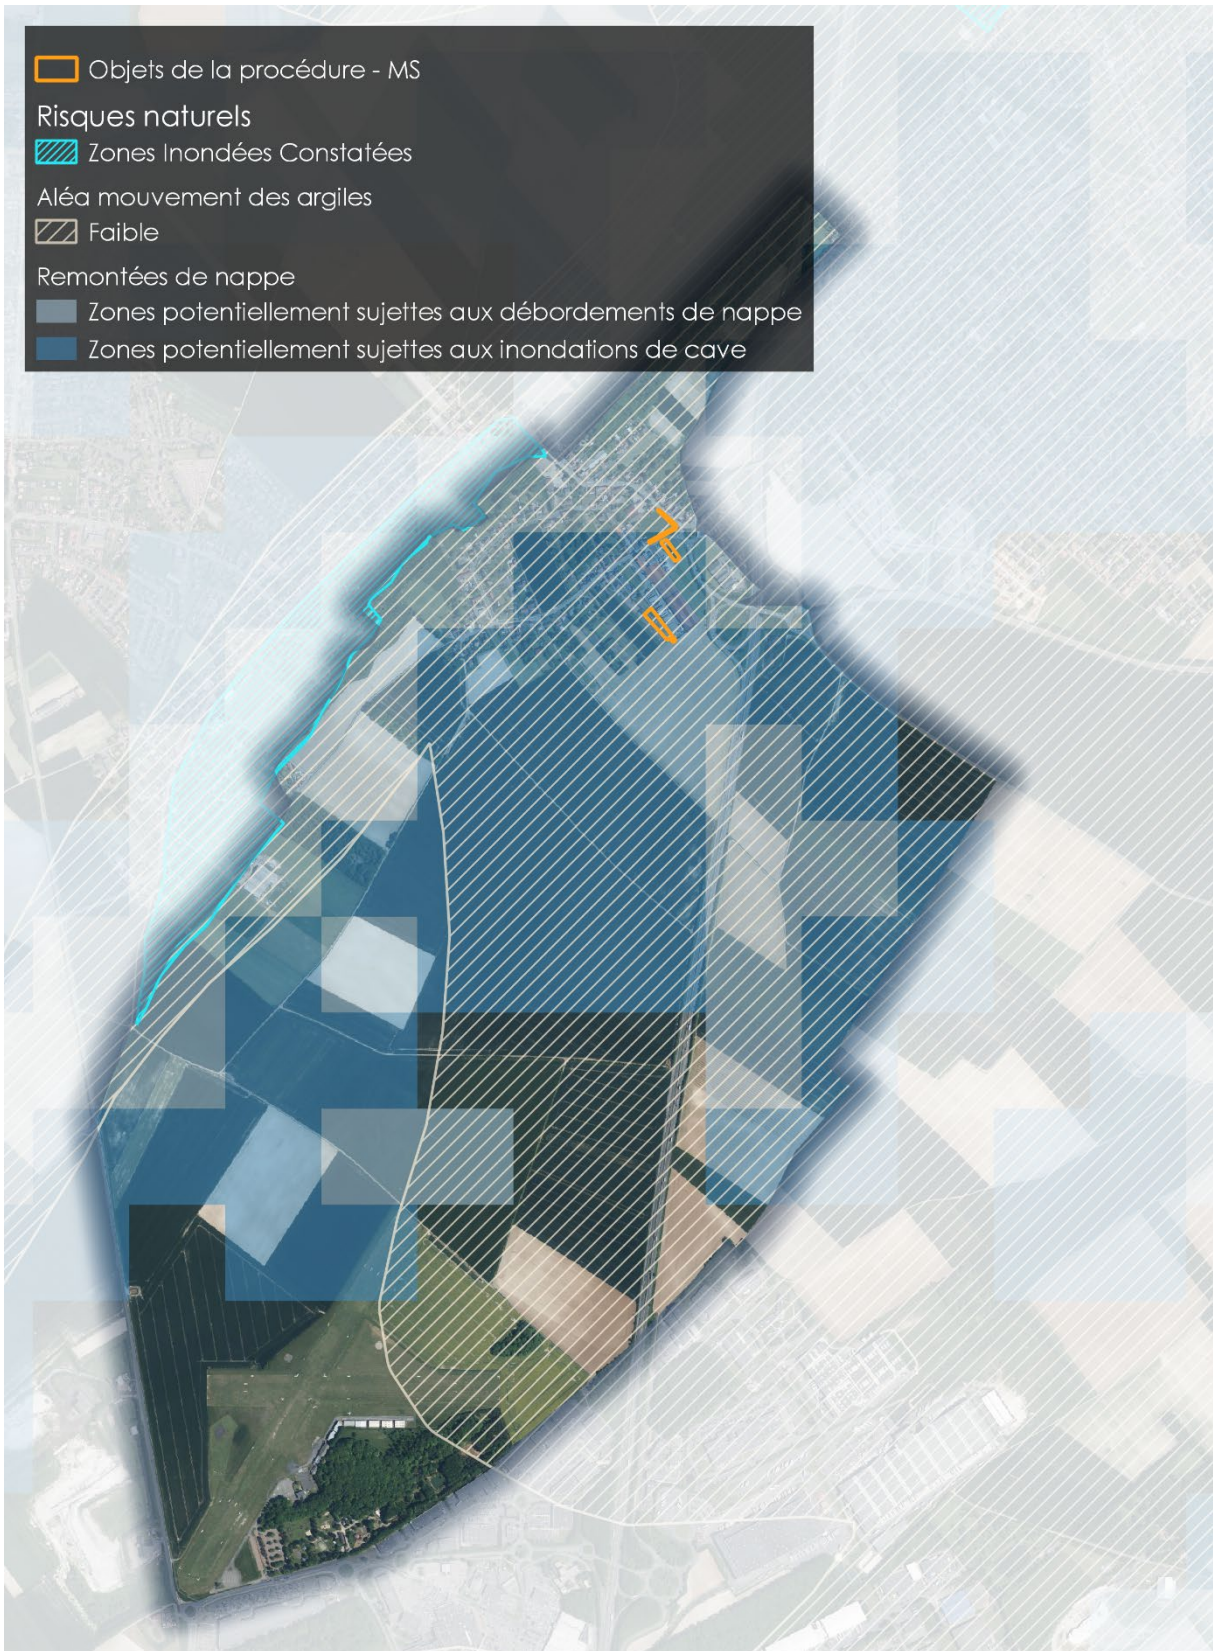 Objets de la procédure - MS
Risques naturels
Zones Inondées Constatées
Aléa mouvement des argiles
Faible
Remontées de nappe
Zones potentiellement sujettes aux débordements de nappe
Zones potentiellement sujettes aux inondations de cave